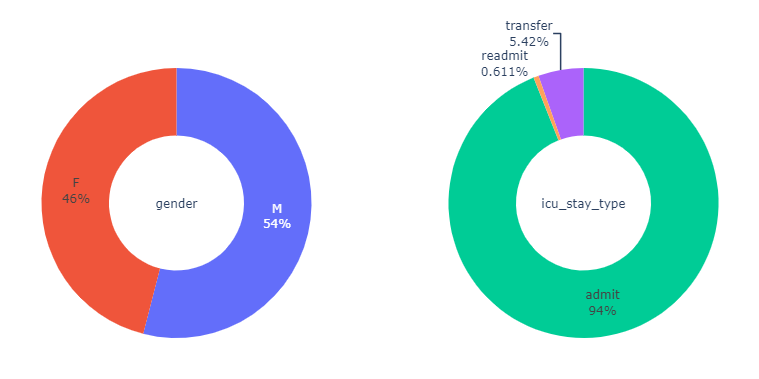 F
46%
gender
M
54%
transfer
5.42%
readmit
0.611%
icu_stay_type
admit
94%